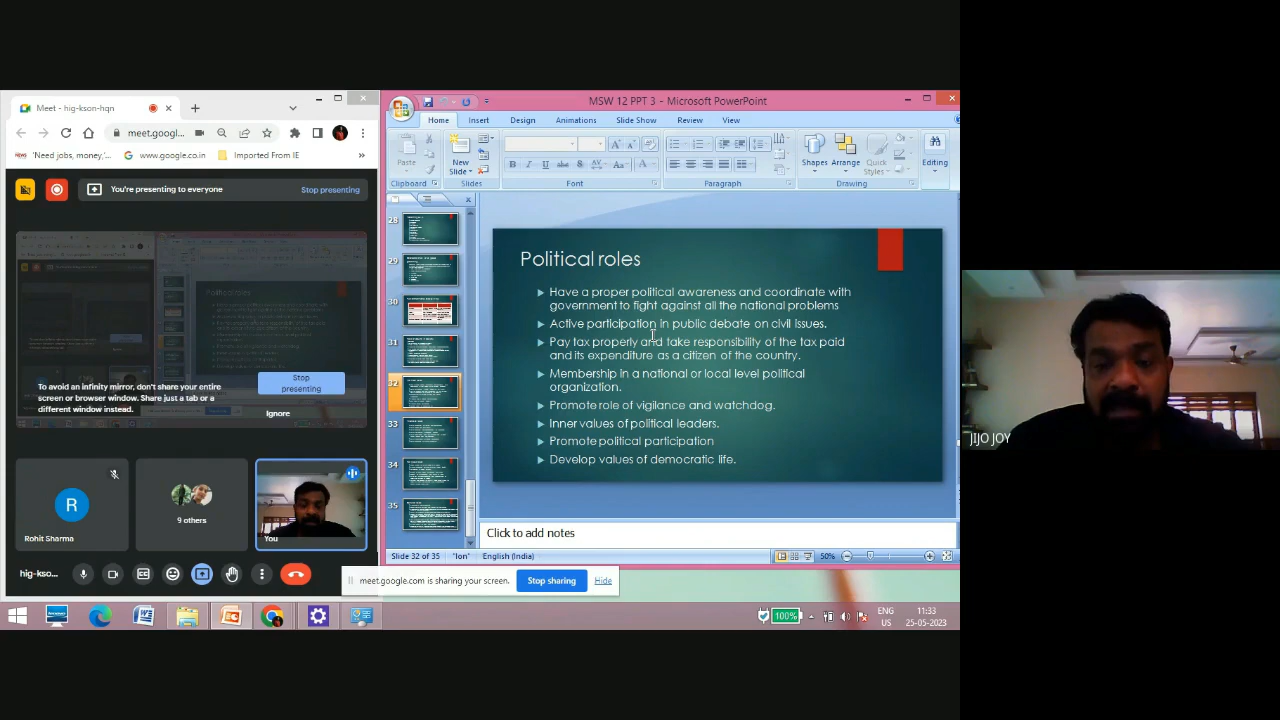 Meet - hig-kson-hqn
meet.googl...
'Need jobs, money,'...
www.google.co.in
Imported From IE
»
You're presenting to everyone
Stop presenting
To avoid an infinity mirror, don't share your entire
screen or browser window. Share just a tab or a
different window instead.
Stop
presenting
Ignore
R
Rohit Sharma
9 others
You
hig-kso...
MSW 12 PPT 3 - Microsoft PowerPoint
Home
Insert
Design
Animations
Slide Show
Review
View
Paste
New
Slide
Shapes
Arrange
Quick
Styles
Editing
Clipboard
Slides
Font
Paragraph
Drawing
28
29
30
31
32
33
34
35
Political roles
Have a proper political awareness and coordinate with
government to fight against all the national problems
Active participation in public debate on civil issues.
Pay tax properly and take responsibility of the tax paid
and its expenditure as a citizen of the country.
Membership in a national or local level political
organization.
Promote role of vigilance and watchdog.
Inner values of political leaders.
Promote political participation
Develop values of democratic life.
Click to add notes
Slide 32 of 35
"Ion"
English (India)
50%
meet.google.com is sharing your screen.
Stop sharing
Hide
100%
ENG
US
11:33
25-05-2023
JIJO JOY